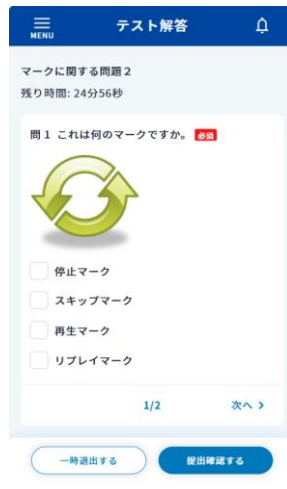 MENU
テスト解答
マークに関する問題2
残り時間: 24分56秒
問1 これは何のマークですか。 必須
停止マーク
スキップマーク
再生マーク
リプレイマーク
1/2 次へ >
一時退出する 提出確認する